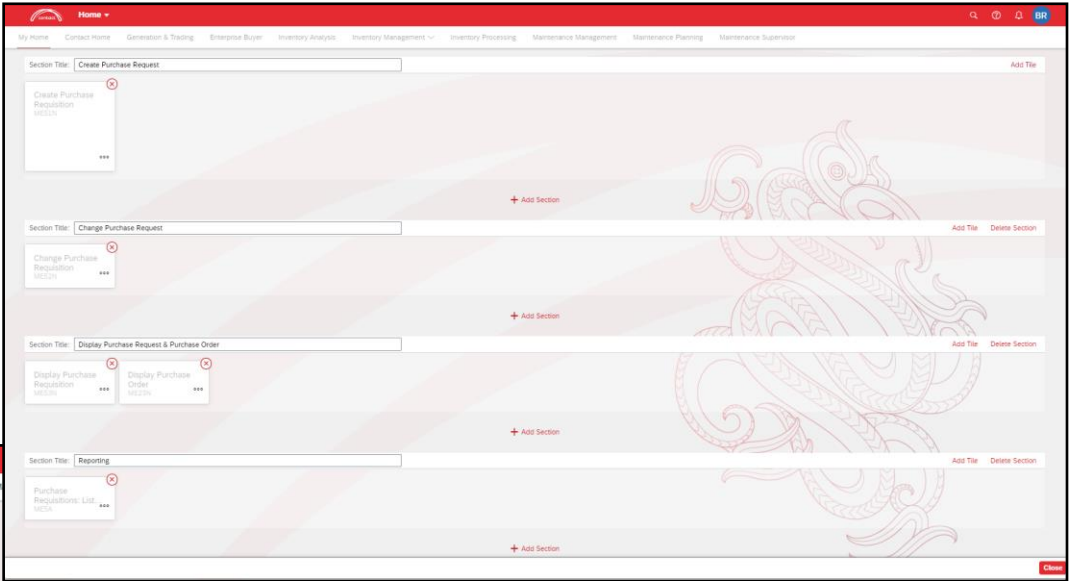 Home
BR
My Home Contact Home Generation & Trading Enterprise Buyer Inventory Analysis Inventory Management Inventory Processing Maintenance Management Maintenance Planning Maintenance Supervisor
Section Title: Create Purchase Request Add Tile
Create Purchase
Requisition
ME51N
+ Add Section
Section Title: Change Purchase Request Add Tile Delete Section
Change Purchase
Requisition
ME52N
+ Add Section
Section Title: Display Purchase Request & Purchase Order Add Tile Delete Section
Display Purchase
Requisition
ME53N
Display Purchase
Order
ME23N
+ Add Section
Section Title: Reporting Add Tile Delete Section
Purchase
Requisitions: List...
ME5A
+ Add Section
Close